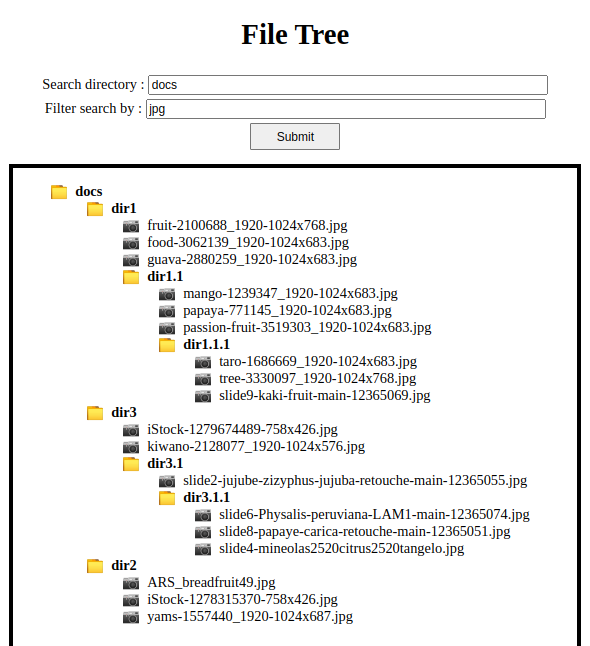 File Tree
Search directory : docs
Filter search by : jpg
Submit
docs
dir1
fruit-2100688_1920-1024x768.jpg
food-3062139_1920-1024x683.jpg
guava-2880259_1920-1024x683.jpg
dir1.1
mango-1239347_1920-1024x683.jpg
papaya-771145_1920-1024x683.jpg
passion-fruit-3519303_1920-1024x683.jpg
dir1.1.1
taro-1686669_1920-1024x683.jpg
tree-3330097_1920-1024x768.jpg
slide9-kaki-fruit-main-12365069.jpg
dir3
iStock-1279674489-758x426.jpg
kiwano-2128077_1920-1024x576.jpg
dir3.1
slide2-jujube-zizyphus-jujuba-retouche-main-12365055.jpg
dir3.1.1
slide6-Physalis-peruviana-LAM1-main-12365074.jpg
slide8-papaye-carica-retouche-main-12365051.jpg
slide4-mineolas2520citrus2520tangelo.jpg
dir2
ARS_breadfruit49.jpg
iStock-1278315370-758x426.jpg
yams-1557440_1920-1024x687.jpg